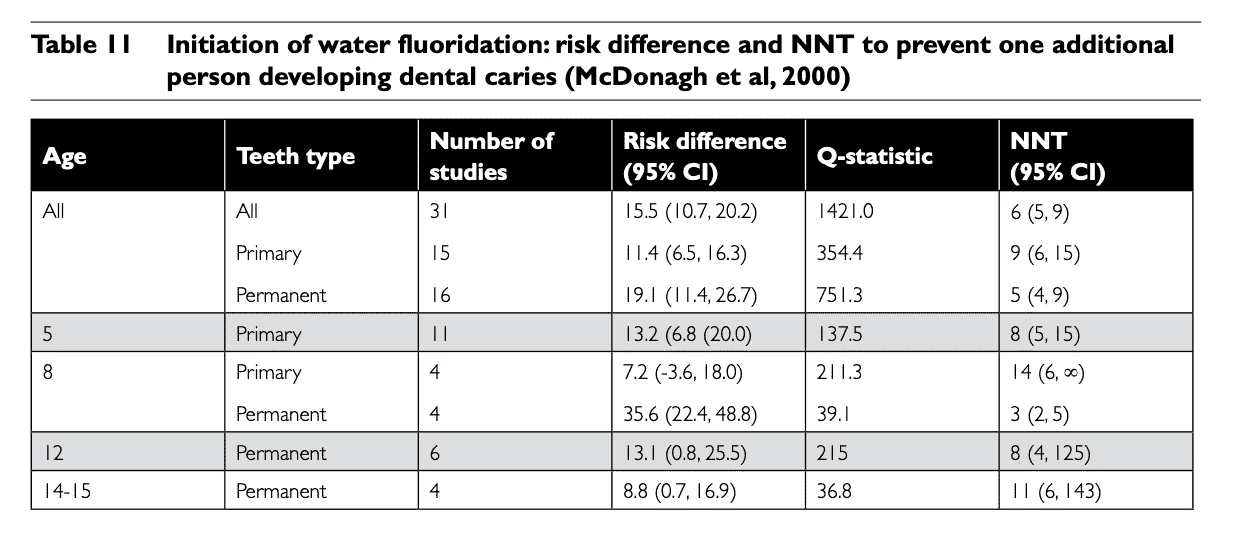 Table 11 Initiation of water fluoridation: risk difference and NNT to prevent one additional
person developing dental caries (McDonagh et al, 2000)
Age Teeth type Number of studies Risk difference (95% CI) Q-statistic NNT (95% CI)
All All 31 15.5 (10.7, 20.2) 1421.0 6 (5, 9)
Primary 15 11.4 (6.5, 16.3) 354.4 9 (6, 15)
Permanent 16 19.1 (11.4, 26.7) 751.3 5 (4, 9)
5 Primary 11 13.2 (6.8 (20.0) 137.5 8 (5, 15)
8 Primary 4 7.2 (-3.6, 18.0) 211.3 14 (6, ∞)
Permanent 4 35.6 (22.4, 48.8) 39.1 3 (2, 5)
12 Permanent 6 13.1 (0.8, 25.5) 215 8 (4, 125)
14-15 Permanent 4 8.8 (0.7, 16.9) 36.8 11 (6, 143)